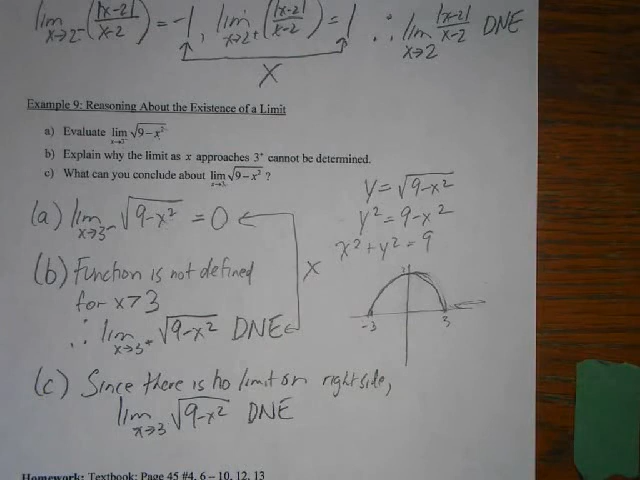 lim x→2⁻ (|x-2|/x-2) = -1, lim x→2⁺ (|x-2|/x-2) = 1 ∴ lim x→2 |x-2|/x-2 DNE
X
Example 9: Reasoning About the Existence of a Limit
a) Evaluate lim √9-x²
b) Explain why the limit as x approaches 3⁺ cannot be determined.
c) What can you conclude about lim √9-x² ?
y = √9-x²
y² = 9-x²
x² + y² = 9
(a) lim x→3⁻ √9-x² = 0
X
(b) Function is not defined
for x>3
∴ lim x→3⁺ √9-x² DNE
-3 3
(c) Since there is no limit on right side,
lim x→3 √9-x² DNE
Homework: Textbook: Page 45 #4, 6 – 10, 12, 13